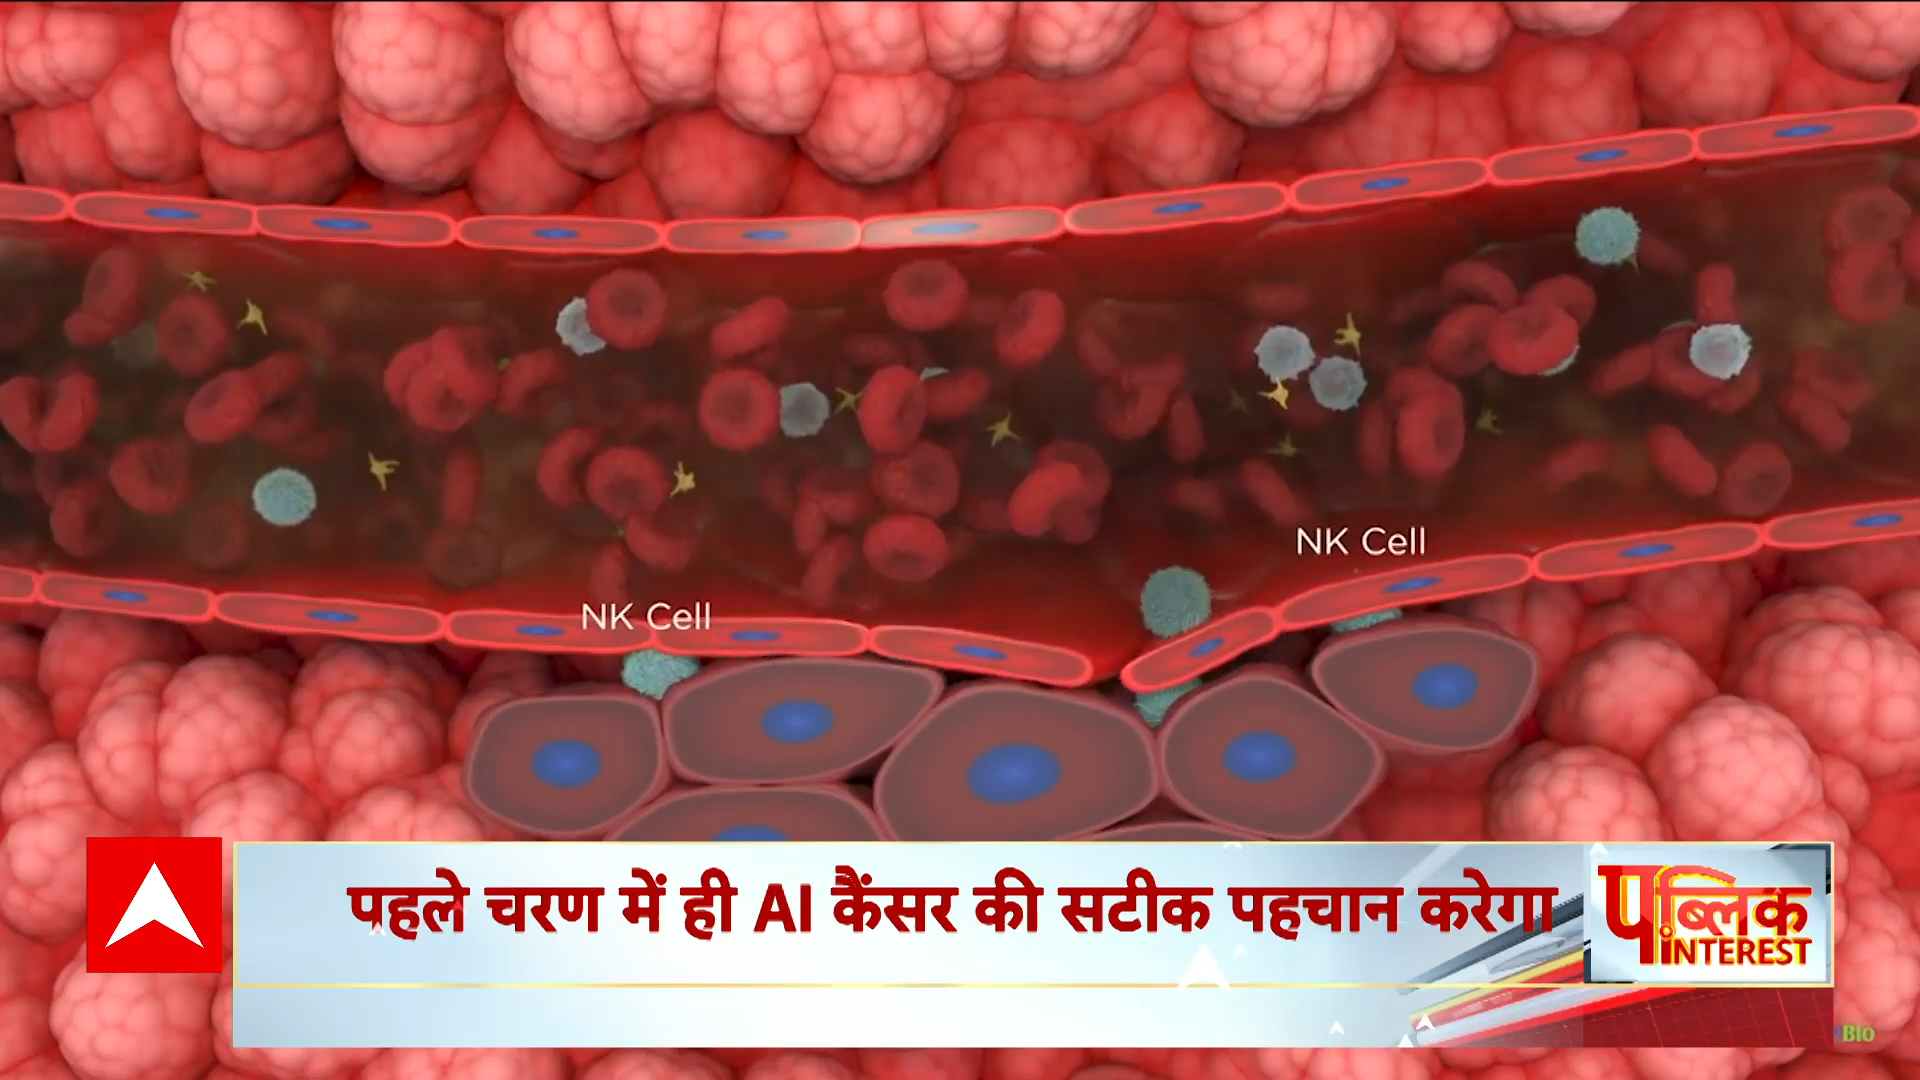 NK Cell
NK Cell
पहले चरण में ही AI कैंसर की सटीक पहचान करेगा
पब्लिक
INTEREST
Bio